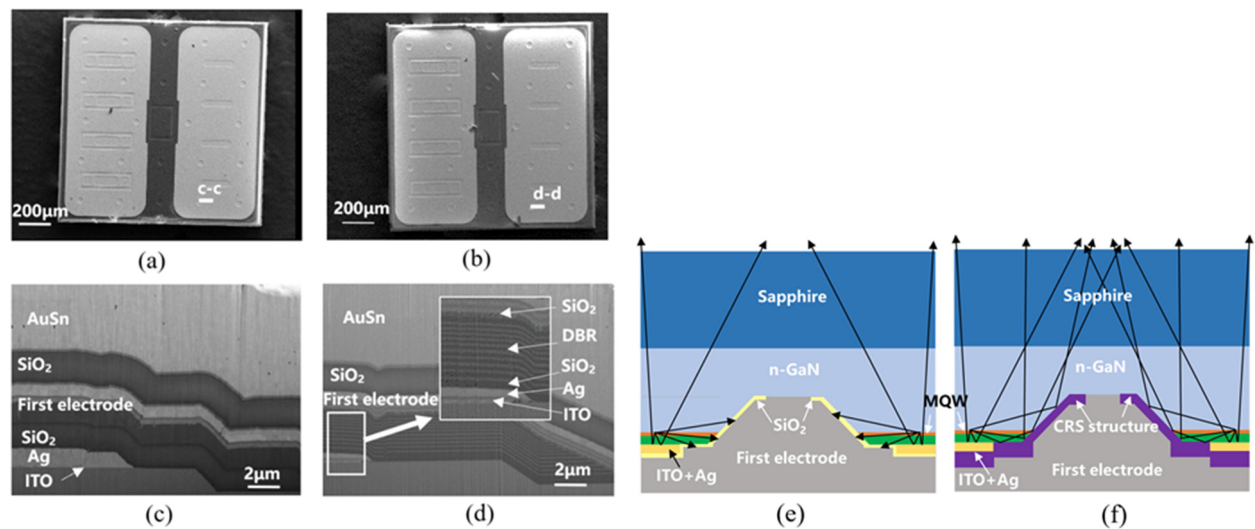 c-c
200μm
(a)
d-d
200μm
(b)
AuSn
SiO₂
First electrode
SiO₂
Ag
ITO
2μm
(c)
AuSn
SiO₂
First electrode
SiO₂
DBR
SiO₂
Ag
ITO
2μm
(d)
Sapphire
n-GaN
MQW
SiO₂
First electrode
ITO+Ag
(e)
Sapphire
n-GaN
CRS structure
First electrode
ITO+Ag
(f)